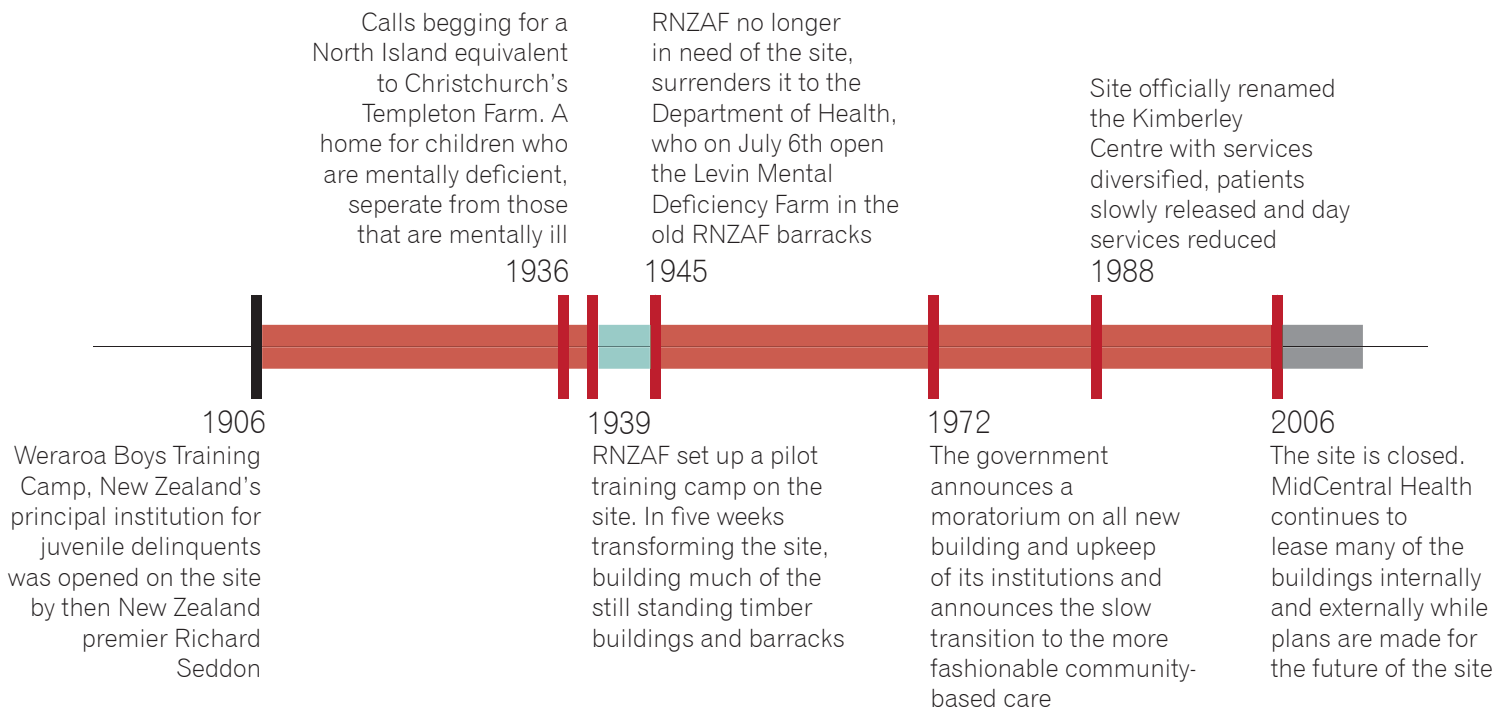 Calls begging for a
North Island equivalent
to Christchurch's
Templeton Farm. A
home for children who
are mentally deficient,
seperate from those
that are mentally ill
1936
RNZAF no longer
in need of the site,
surrenders it to the
Department of Health,
who on July 6th open
the Levin Mental
Deficiency Farm in the
old RNZAF barracks
1945
Site officially renamed
the Kimberley
Centre with services
diversified, patients
slowly released and day
services reduced
1988
1906
Weraroa Boys Training
Camp, New Zealand's
principal institution for
juvenile delinquents
was opened on the site
by then New Zealand
premier Richard
Seddon
1939
RNZAF set up a pilot
training camp on the
site. In five weeks
transforming the site,
building much of the
still standing timber
buildings and barracks
1972
The government
announces a
moratorium on all new
building and upkeep
of its institutions and
announces the slow
transition to the more
fashionable community-
based care
2006
The site is closed.
MidCentral Health
continues to
lease many of the
buildings internally
and externally while
plans are made for
the future of the site